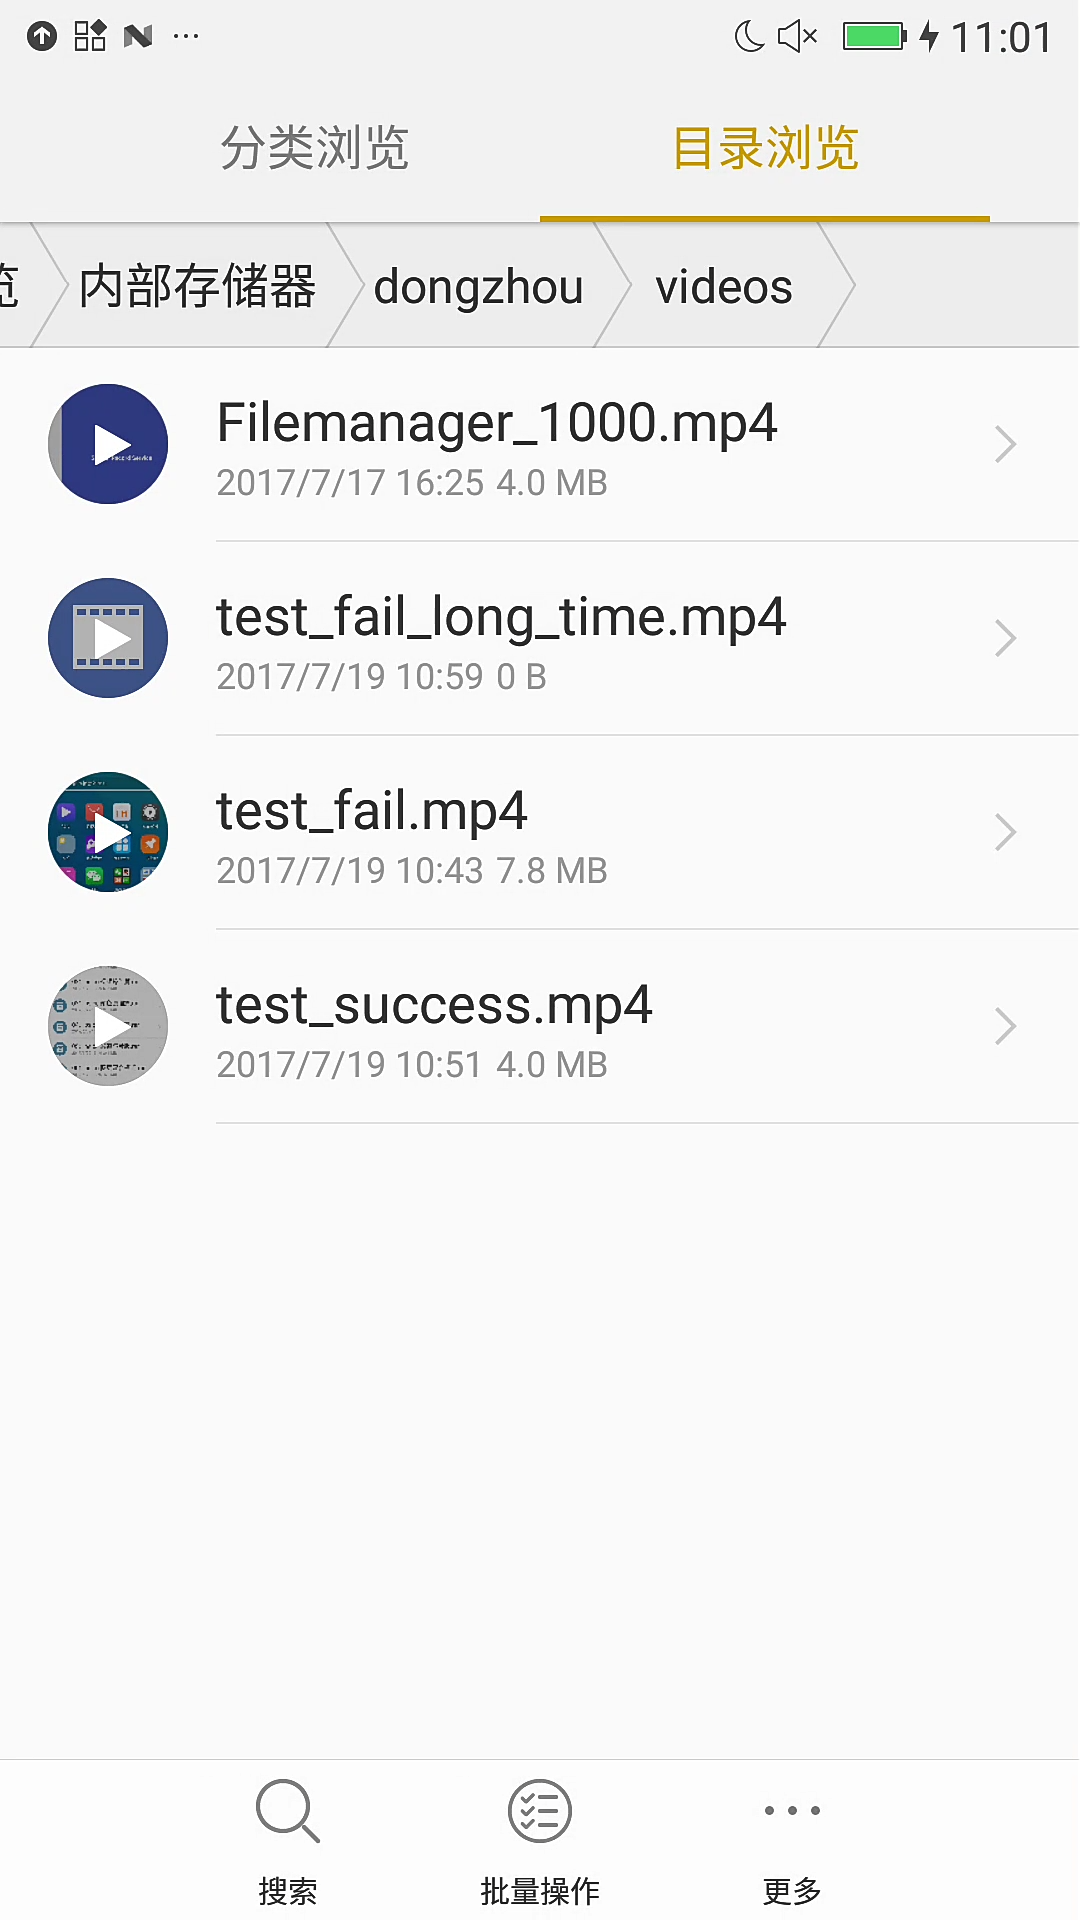 11:01
分类浏览 目录浏览
览 内部存储器 dongzhou videos
Filemanager_1000.mp4
2017/7/17 16:25 4.0 MB
test_fail_long_time.mp4
2017/7/19 10:59 0 B
test_fail.mp4
2017/7/19 10:43 7.8 MB
test_success.mp4
2017/7/19 10:51 4.0 MB
搜索 批量操作 更多